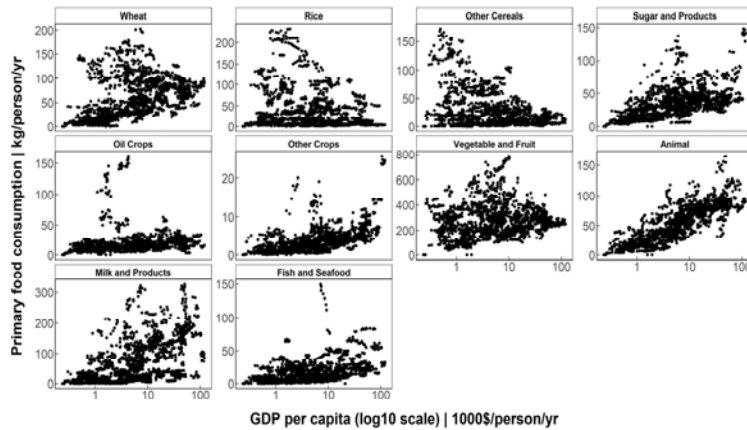 Primary food consumption | kg/person/yr
Wheat
Rice
Other Cereals
Sugar and Products
200
150
100
50
0
200
150
100
50
0
150
100
50
0
150
100
50
0
Oil Crops
Other Crops
Vegetable and Fruit
Animal
150
100
50
0
20
10
0
800
600
400
200
0
150
100
50
0
1 10 100
1 10 100
Milk and Products
Fish and Seafood
300
200
100
0
150
100
50
0
1 10 100
1 10 100
GDP per capita (log10 scale) | 1000$/person/yr